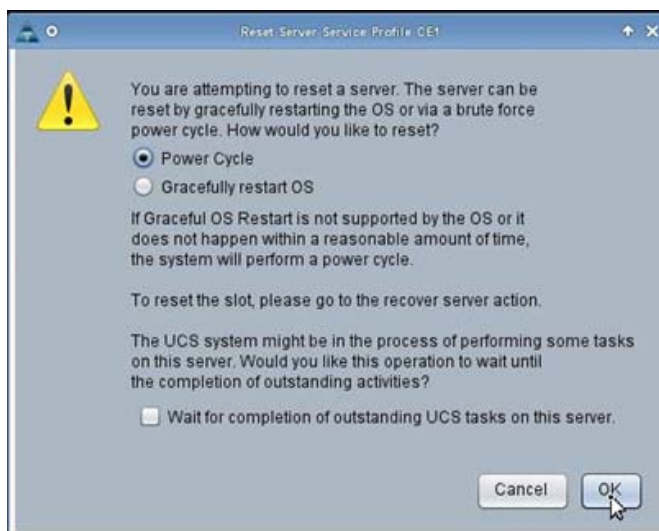 Reset Server Service Profile CE1
You are attempting to reset a server. The server can be
reset by gracefully restarting the OS or via a brute force
power cycle. How would you like to reset?
Power Cycle
Gracefully restart OS
If Graceful OS Restart is not supported by the OS or it
does not happen within a reasonable amount of time,
the system will perform a power cycle.
To reset the slot, please go to the recover server action.
The UCS system might be in the process of performing some tasks
on this server. Would you like this operation to wait until
the completion of outstanding activities?
Wait for completion of outstanding UCS tasks on this server.
Cancel OK